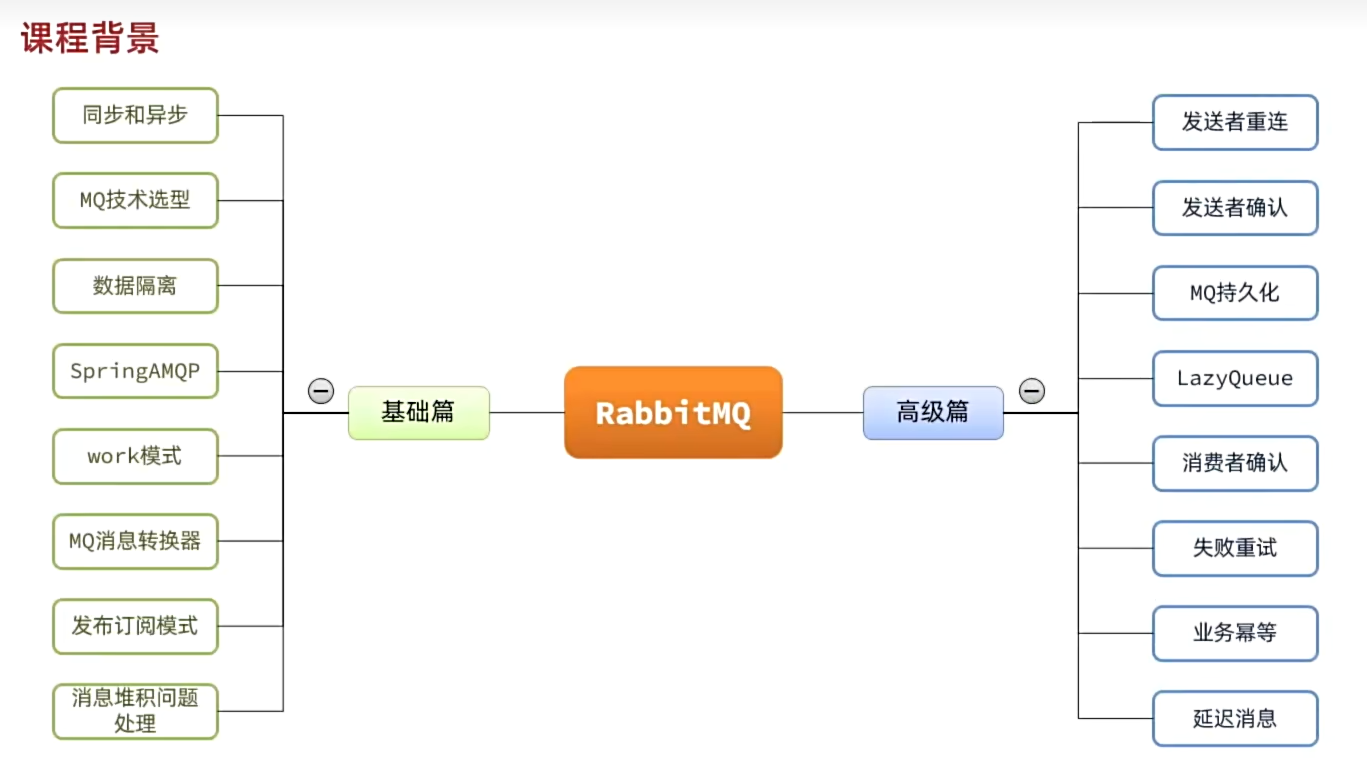 课程背景
同步和异步
MQ技术选型
数据隔离
SpringAMQP
work模式
MQ消息转换器
发布订阅模式
消息堆积问题
处理
基础篇
RabbitMQ
高级篇
发送者重连
发送者确认
MQ持久化
LazyQueue
消费者确认
失败重试
业务幂等
延迟消息